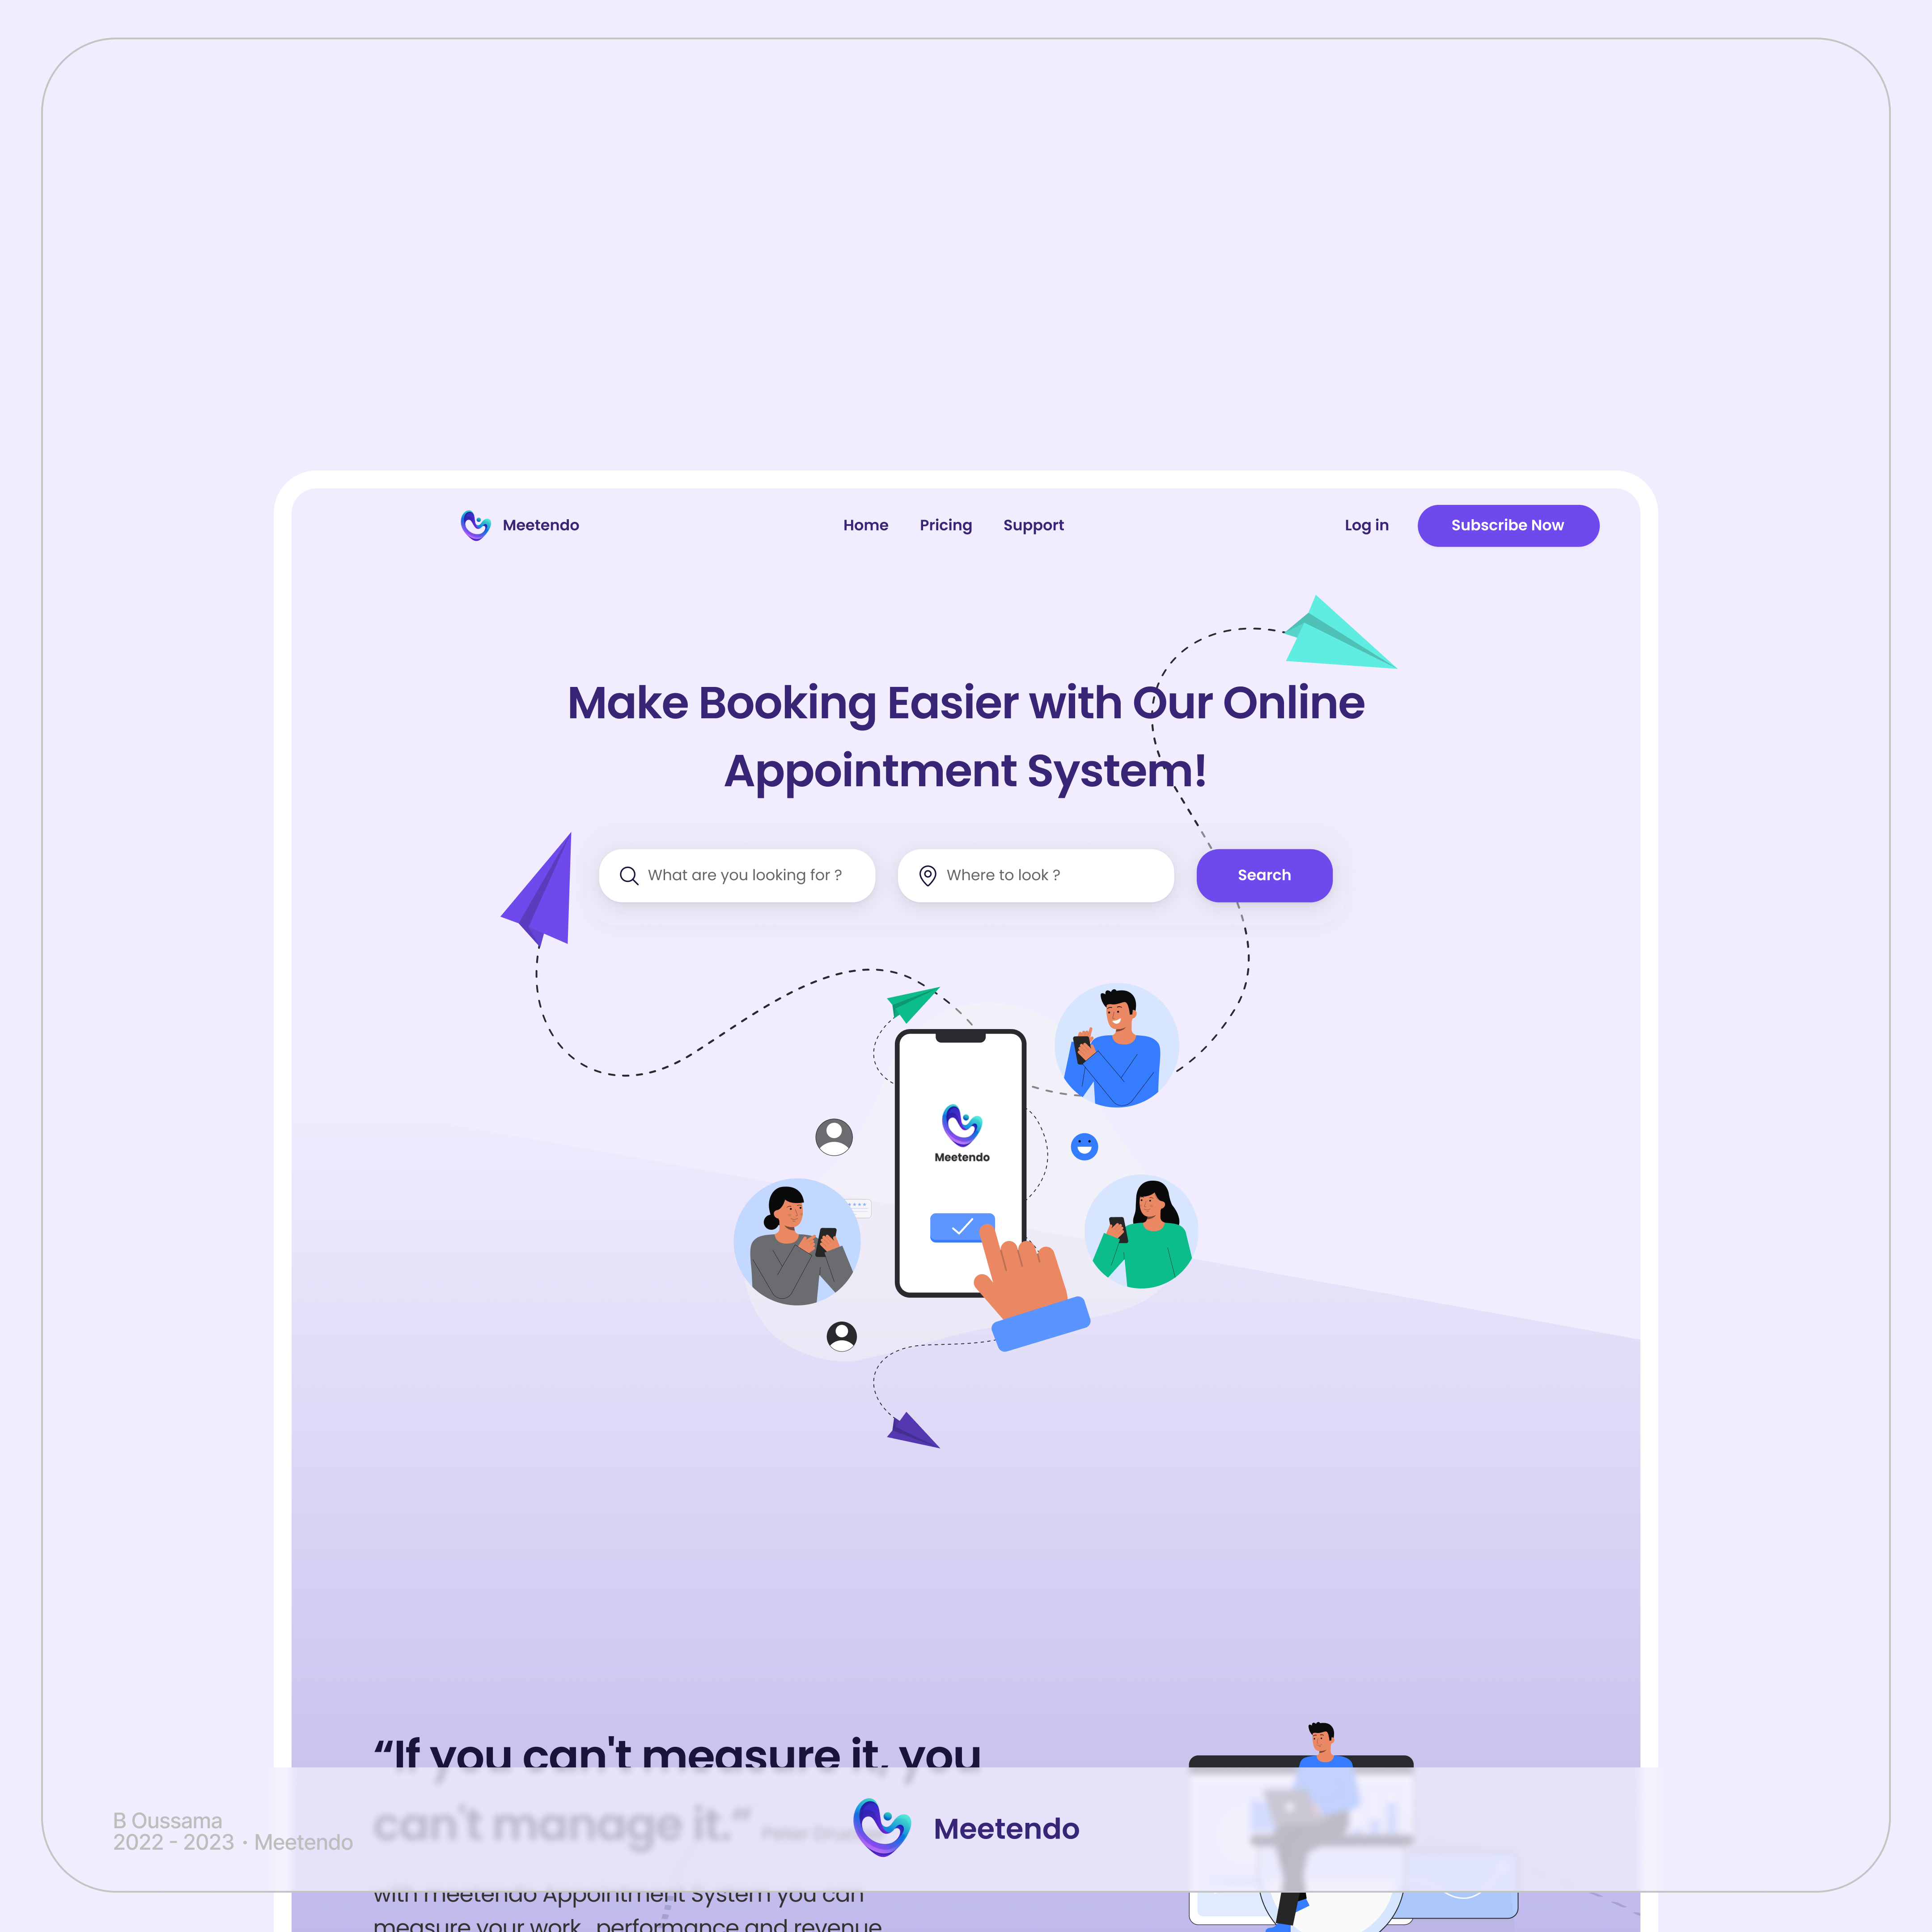 Meetendo
Home Pricing Support
Log in
Subscribe Now
Make Booking Easier with Our Online
Appointment System!
What are you looking for ?
Where to look ?
Search
Meetendo
“If you can't measure it, you
can't manage it.“ Peter
B Oussama
2022 - 2023 · Meetendo
Meetendo
with meetendo Appointment System you can
measure your work, performance and revenue